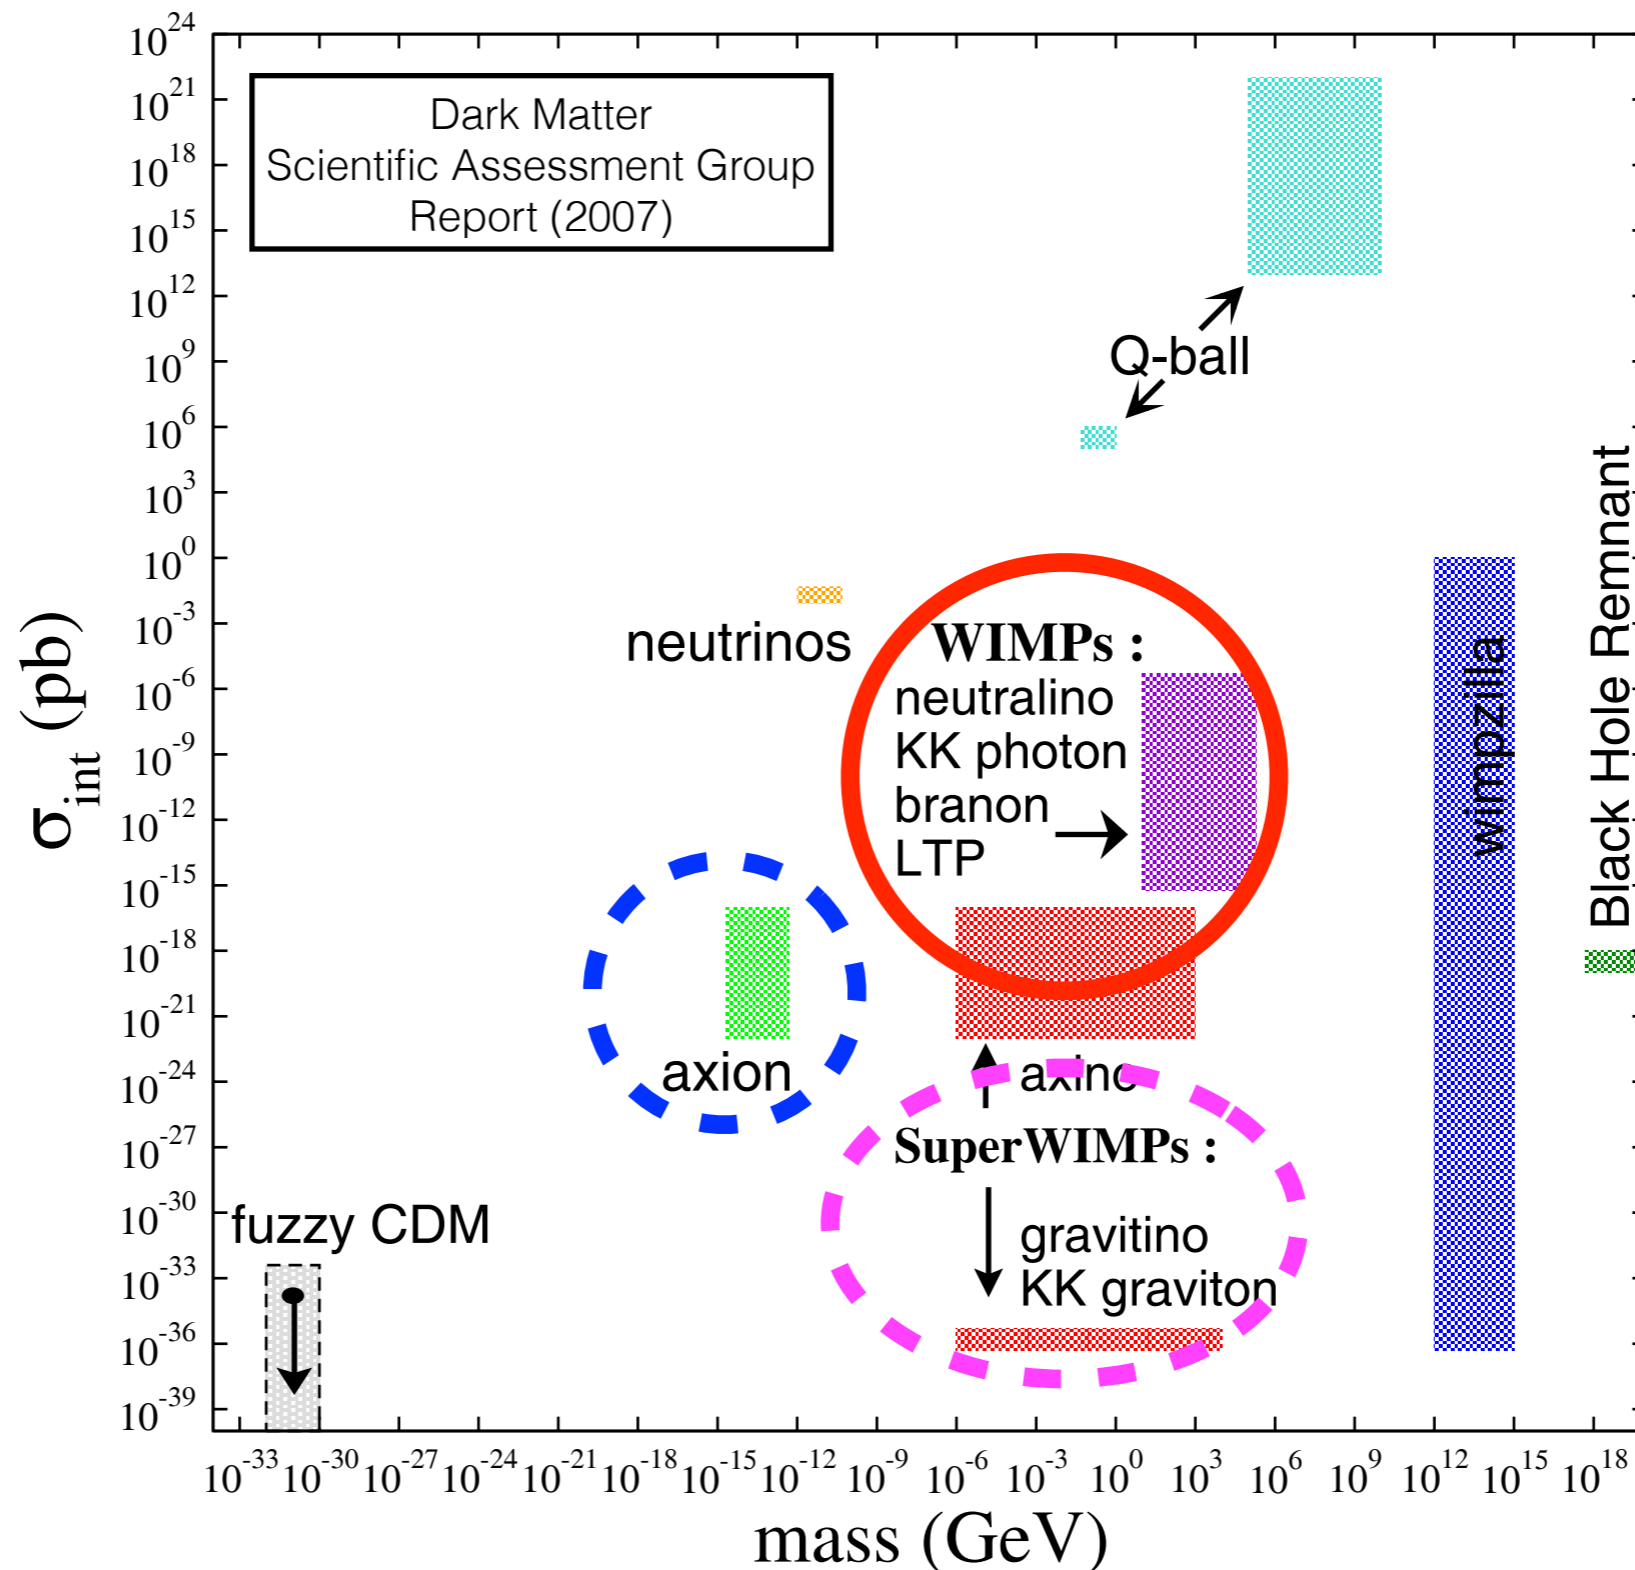 10^24
10^21
10^18
10^15
10^12
10^9
10^6
10^3
10^0
10^-3
10^-6
10^-9
10^-12
10^-15
10^-18
10^-21
10^-24
10^-27
10^-30
10^-33
10^-36
10^-39
σ_int (pb)
Dark Matter
Scientific Assessment Group
Report (2007)
Q-ball
neutrinos
WIMPs :
neutralino
KK photon
branon
LTP
wimpzilla
Black Hole Remnant
axion
axino
SuperWIMPs :
fuzzy CDM
gravitino
KK graviton
10^-33 10^-30 10^-27 10^-24 10^-21 10^-18 10^-15 10^-12 10^-9 10^-6 10^-3 10^0 10^3 10^6 10^9 10^12 10^15 10^18
mass (GeV)